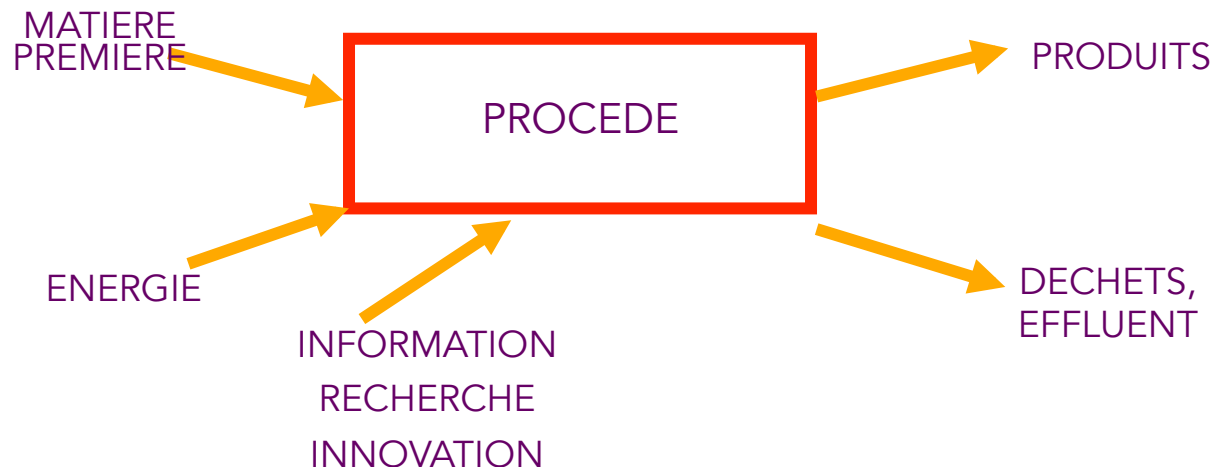 MATIERE
PREMIERE
PROCEDE
PRODUITS
ENERGIE
INFORMATION
RECHERCHE
INNOVATION
DECHETS,
EFFLUENT